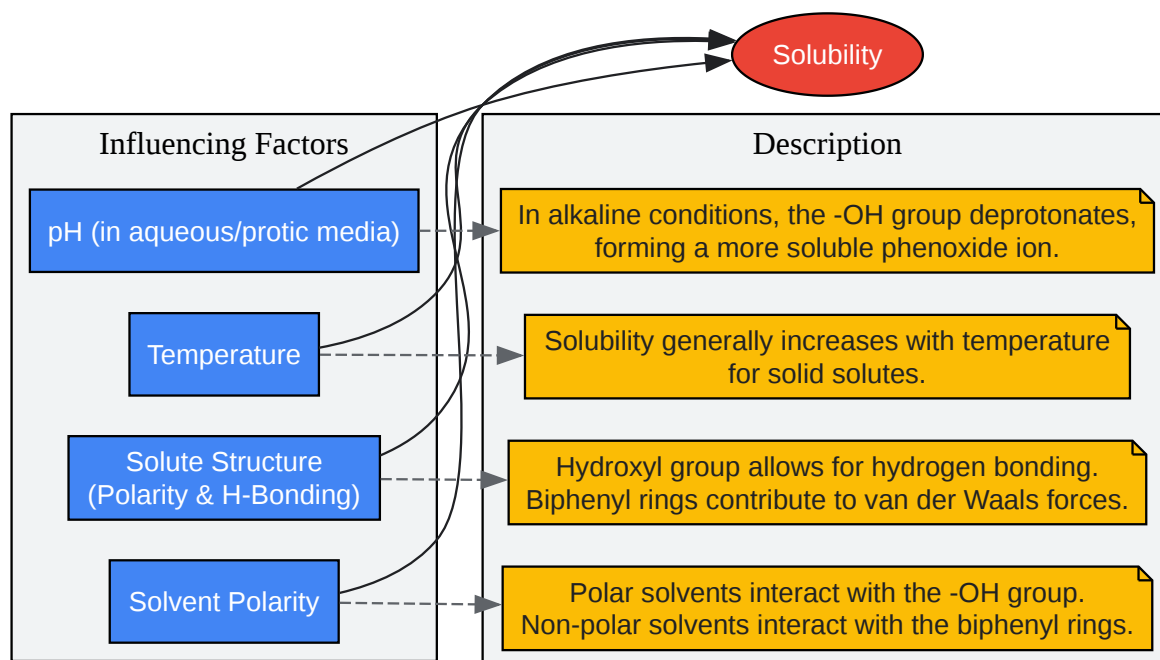 Solubility
Influencing Factors
Description
pH (in aqueous/protic media)
In alkaline conditions, the -OH group deprotonates,
forming a more soluble phenoxide ion.
Temperature
Solubility generally increases with temperature
for solid solutes.
Solute Structure
(Polarity & H-Bonding)
Hydroxyl group allows for hydrogen bonding.
Biphenyl rings contribute to van der Waals forces.
Solvent Polarity
Polar solvents interact with the -OH group.
Non-polar solvents interact with the biphenyl rings.